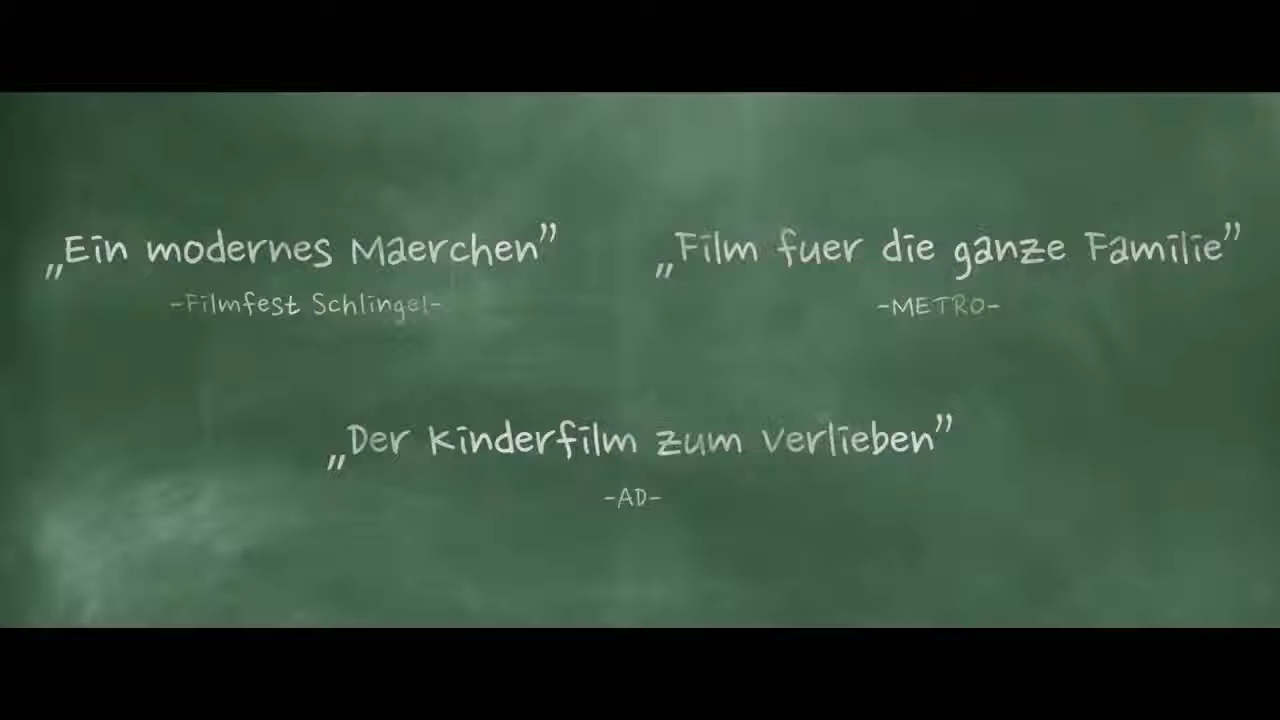 „Ein modernes Maerchen”
-Filmfest Schlingel-
„Film fuer die ganze Familie”
-METRO-
„Der Kinderfilm zum Verlieben”
-AD-